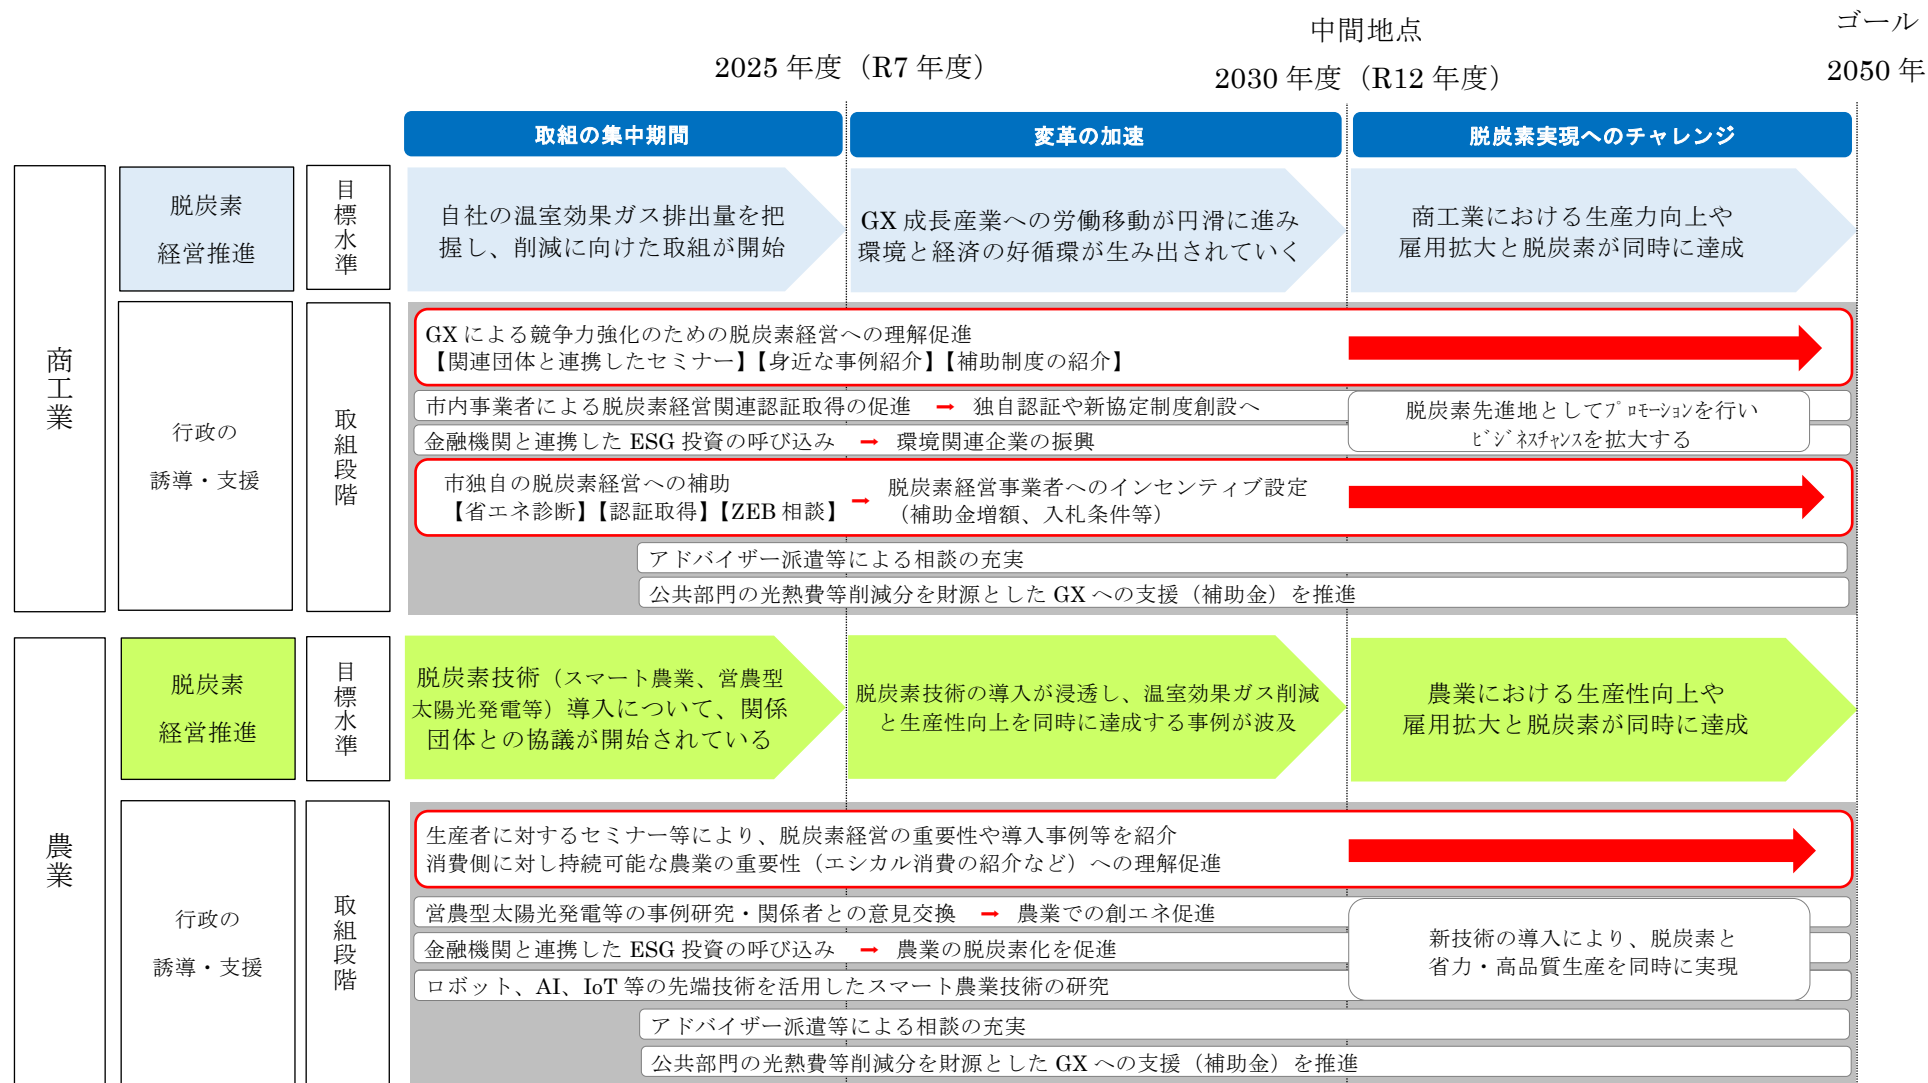 中間地点
ゴール
2025 年度（R7 年度）
2030 年度（R12 年度）
2050 年
取組の集中期間
変革の加速
脱炭素実現へのチャレンジ
商工業
脱炭素
経営推進
目標水準
自社の温室効果ガス排出量を把
握し、削減に向けた取組が開始
GX 成長産業への労働移動が円滑に進み
環境と経済の好循環が生み出されていく
商工業における生産力向上や
雇用拡大と脱炭素が同時に達成
行政の
誘導・支援
取組段階
GX による競争力強化のための脱炭素経営への理解促進
【関連団体と連携したセミナー】【身近な事例紹介】【補助制度の紹介】
市内事業者による脱炭素経営関連認証取得の促進 ➡ 独自認証や新協定制度創設へ
金融機関と連携した ESG 投資の呼び込み ➡ 環境関連企業の振興
脱炭素先進地としてﾌﾟﾛﾓｰｼｮﾝを行い
ﾋﾞｼﾞﾈｽﾁｬﾝｽを拡大する
市独自の脱炭素経営への補助
【省エネ診断】【認証取得】【ZEB 相談】
➡ 脱炭素経営事業者へのインセンティブ設定
（補助金増額、入札条件等）
アドバイザー派遣等による相談の充実
公共部門の光熱費等削減分を財源とした GX への支援（補助金）を推進
農業
脱炭素
経営推進
目標水準
脱炭素技術（スマート農業、営農型
太陽光発電等）導入について、関係
団体との協議が開始されている
脱炭素技術の導入が浸透し、温室効果ガス削減
と生産性向上を同時に達成する事例が波及
農業における生産性向上や
雇用拡大と脱炭素が同時に達成
行政の
誘導・支援
取組段階
生産者に対するセミナー等により、脱炭素経営の重要性や導入事例等を紹介
消費側に対し持続可能な農業の重要性（エシカル消費の紹介など）への理解促進
営農型太陽光発電等の事例研究・関係者との意見交換 ➡ 農業での創エネ促進
金融機関と連携した ESG 投資の呼び込み ➡ 農業の脱炭素化を促進
ロボット、AI、IoT 等の先端技術を活用したスマート農業技術の研究
新技術の導入により、脱炭素と
省力・高品質生産を同時に実現
アドバイザー派遣等による相談の充実
公共部門の光熱費等削減分を財源とした GX への支援（補助金）を推進